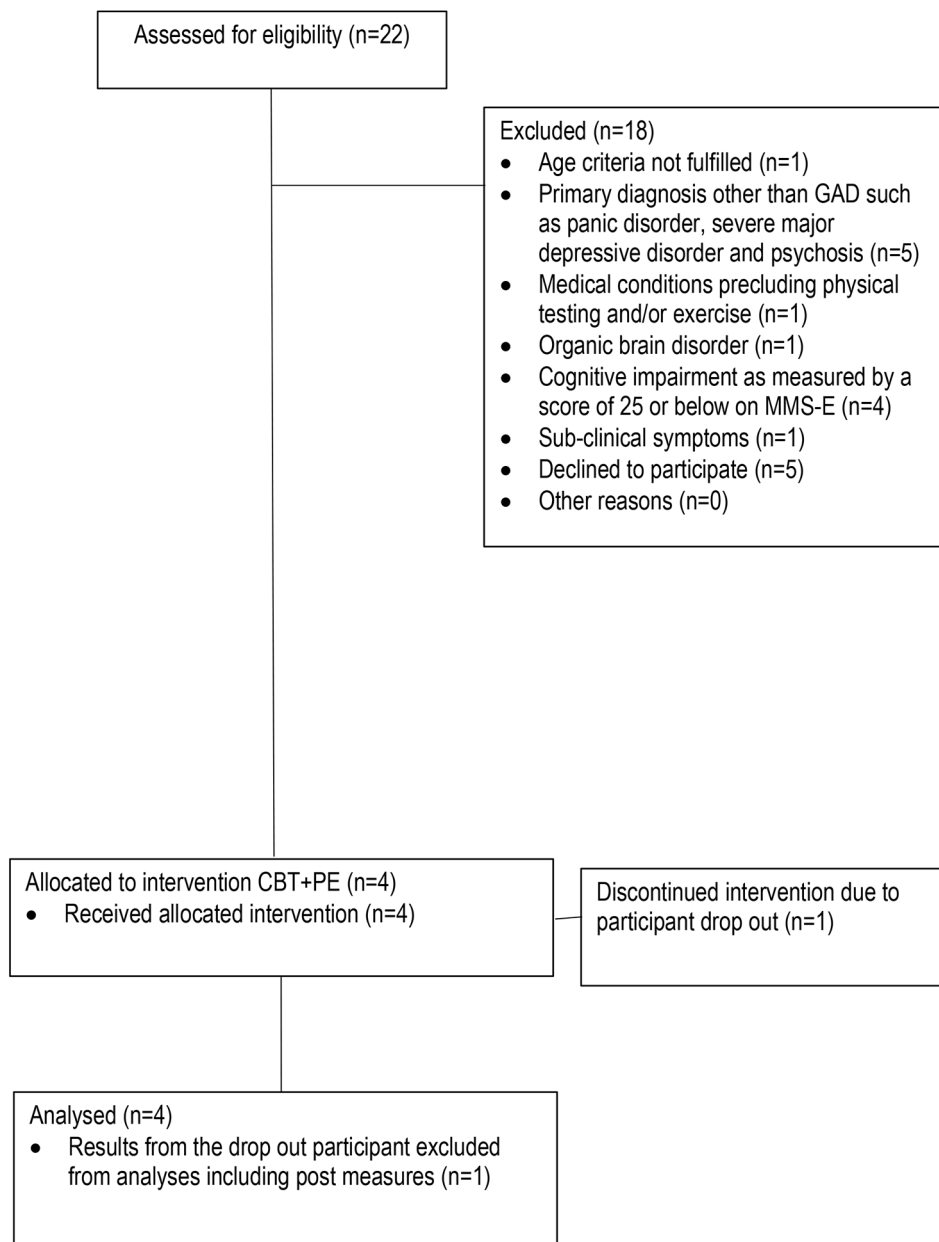 Assessed for eligibility (n=22)
Excluded (n=18)
• Age criteria not fulfilled (n=1)
• Primary diagnosis other than GAD such
as panic disorder, severe major
depressive disorder and psychosis (n=5)
• Medical conditions precluding physical
testing and/or exercise (n=1)
• Organic brain disorder (n=1)
• Cognitive impairment as measured by a
score of 25 or below on MMS-E (n=4)
• Sub-clinical symptoms (n=1)
• Declined to participate (n=5)
• Other reasons (n=0)
Allocated to intervention CBT+PE (n=4)
• Received allocated intervention (n=4)
Discontinued intervention due to
participant drop out (n=1)
Analysed (n=4)
• Results from the drop out participant excluded
from analyses including post measures (n=1)